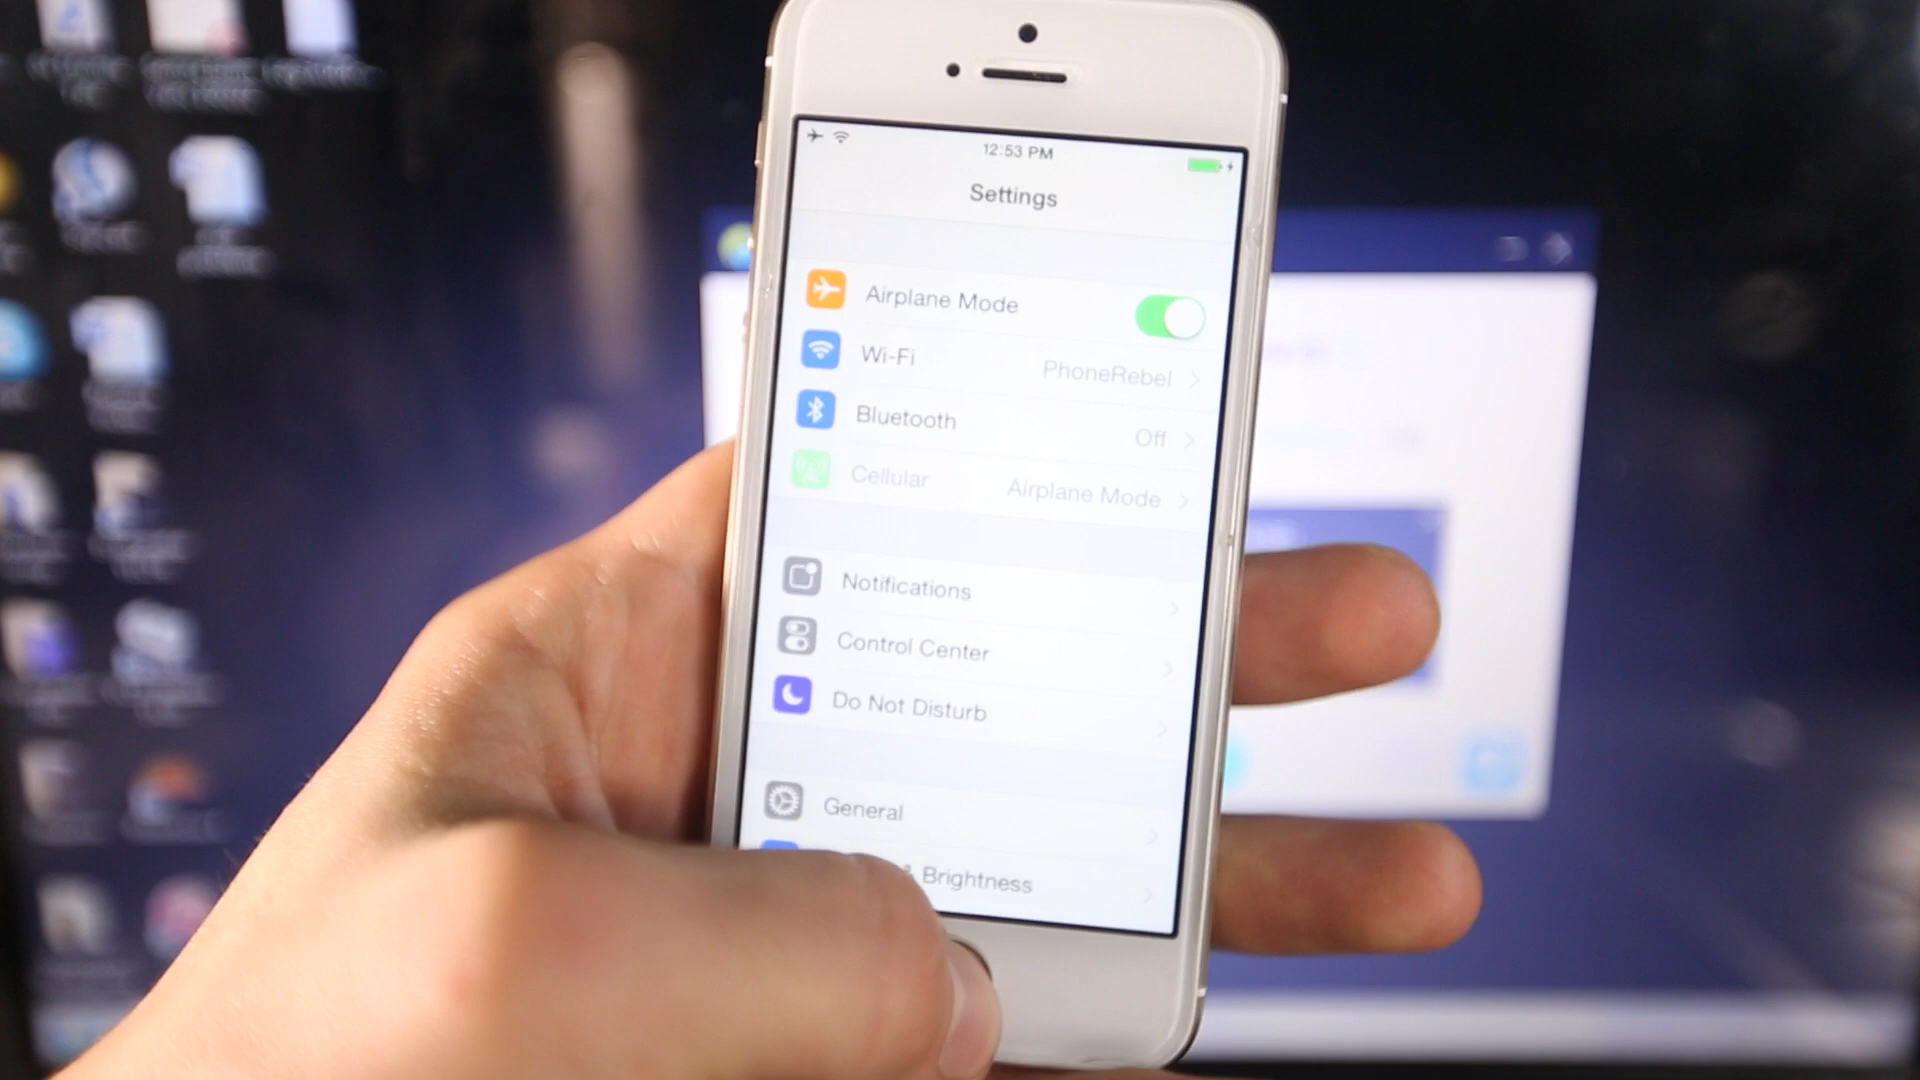 12:53 PM
Settings
Airplane Mode
Wi-Fi PhoneRebel
Bluetooth Off
Cellular Airplane Mode
Notifications
Control Center
Do Not Disturb
General
& Brightness